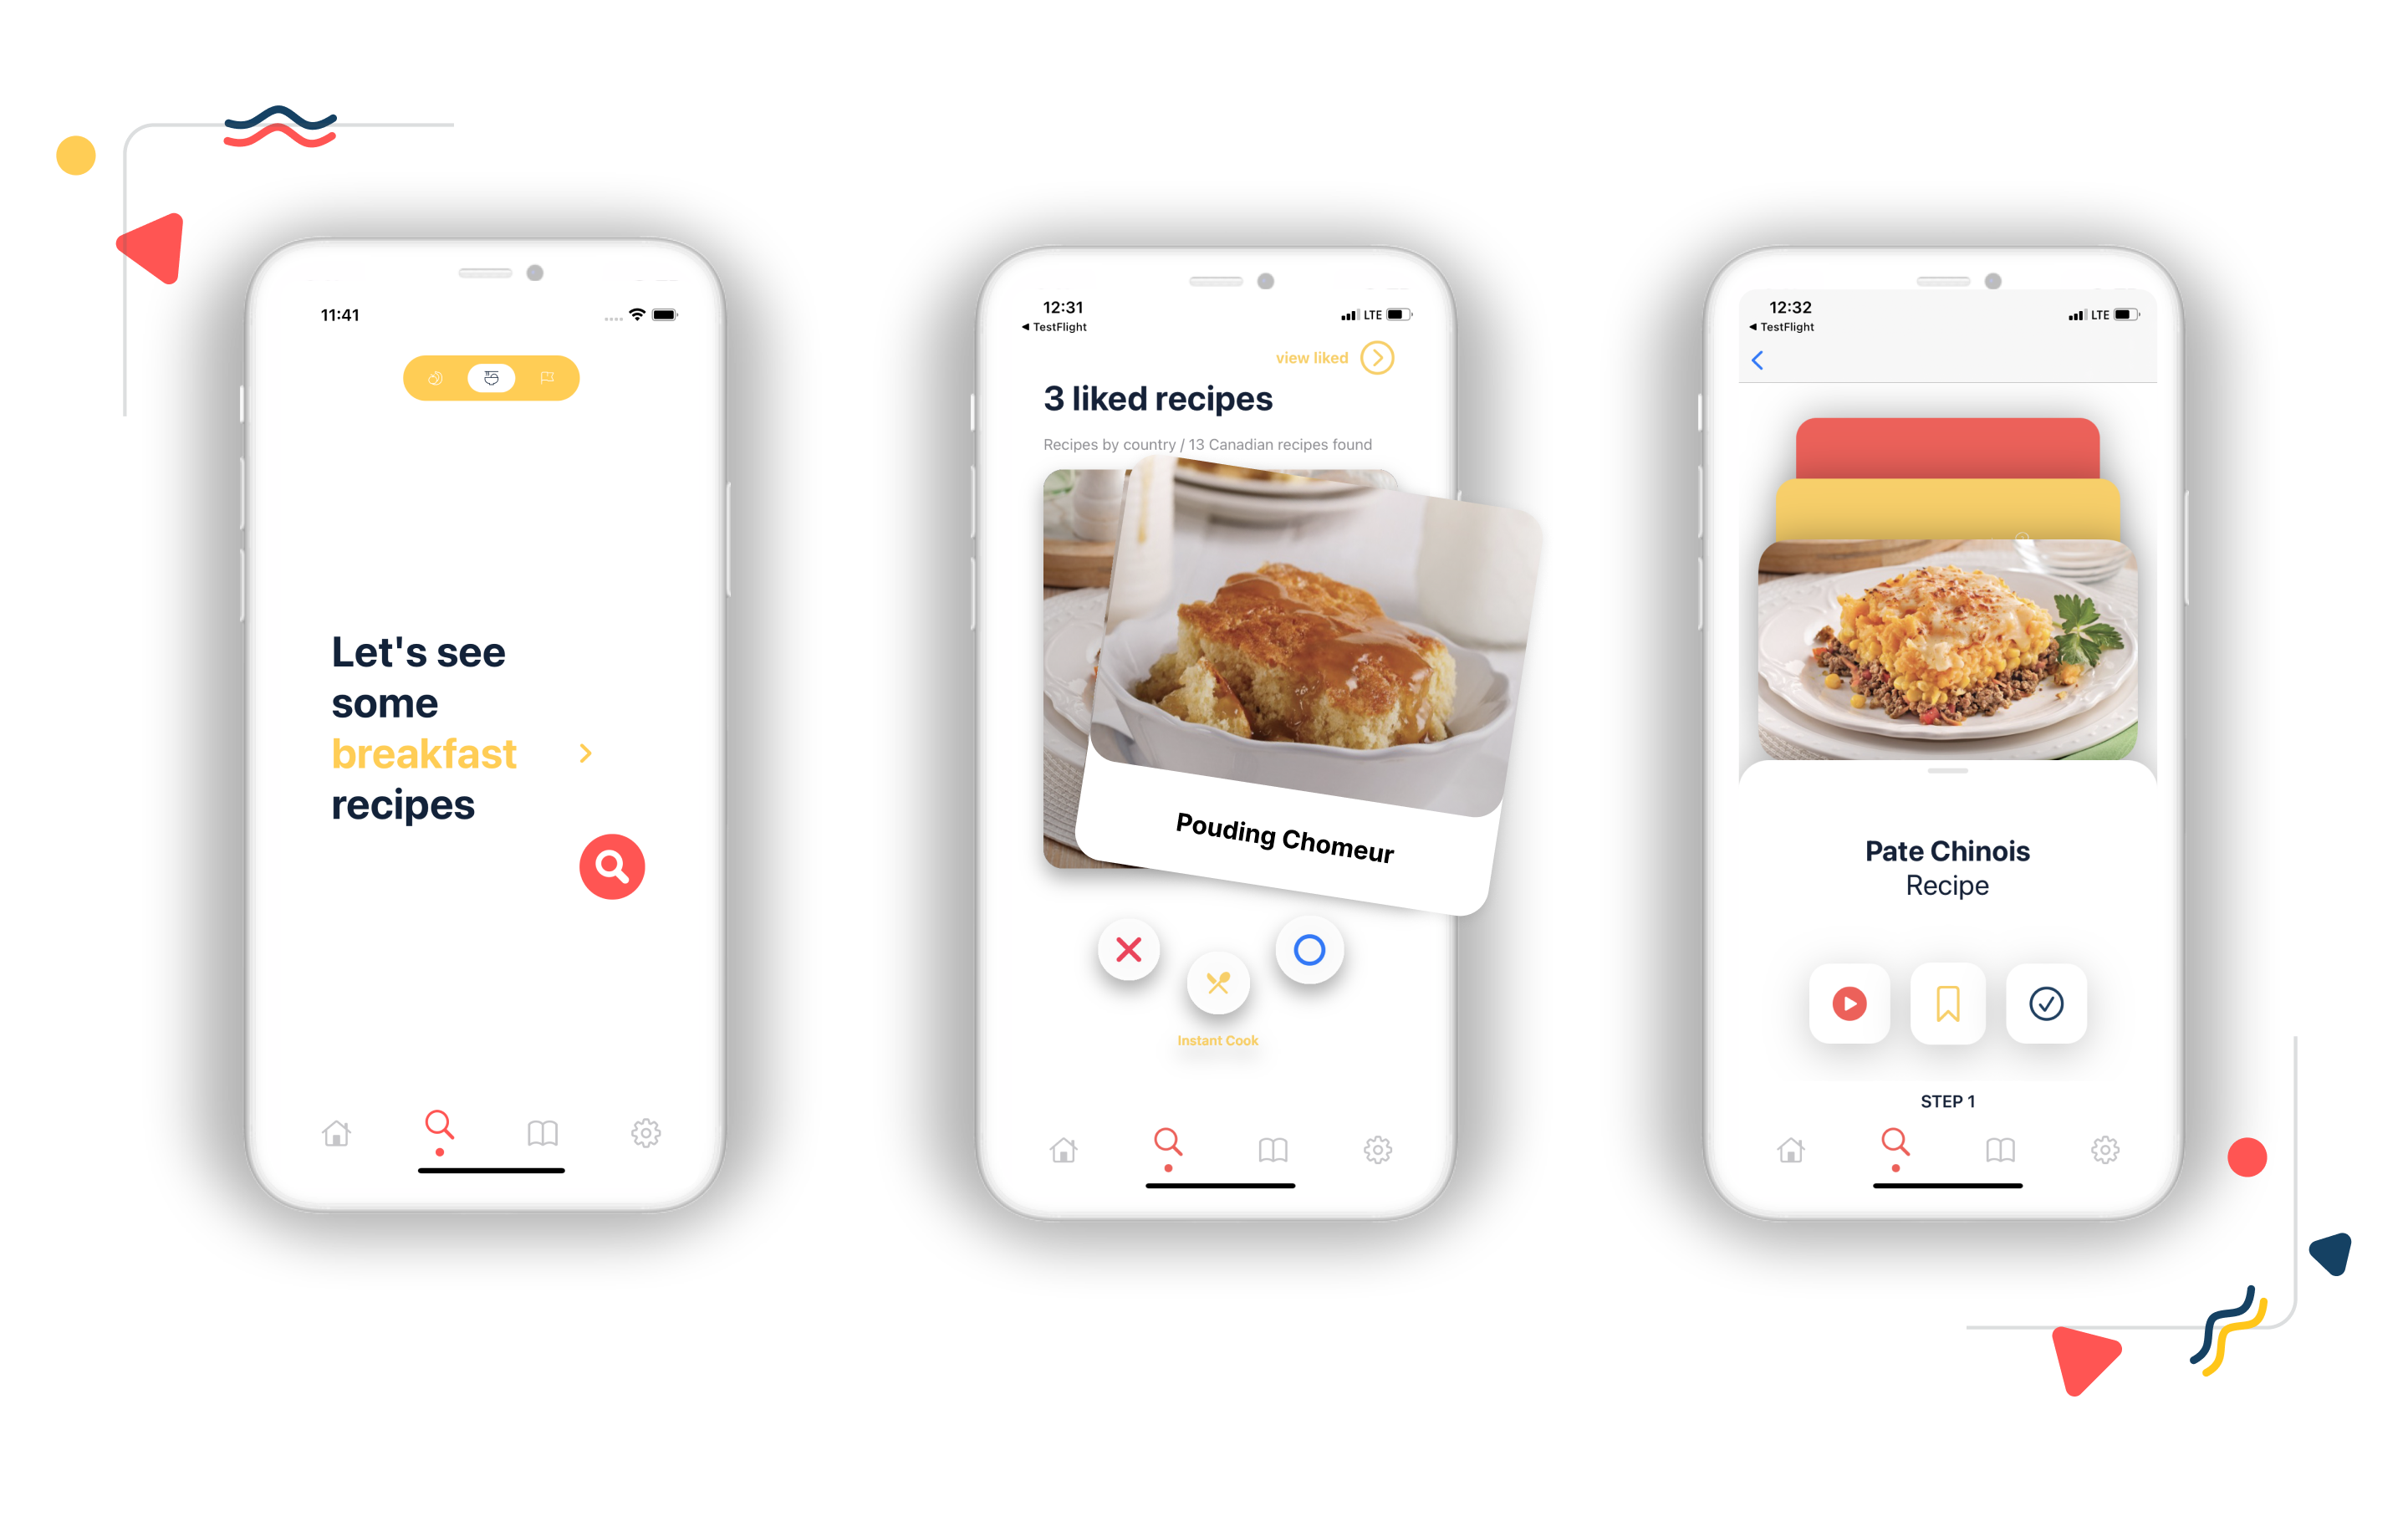 11:41
Let's see
some
breakfast
recipes
12:31
LTE
◀ TestFlight
view liked
3 liked recipes
Recipes by country / 13 Canadian recipes found
Pouding Chomeur
Instant Cook
12:32
LTE
◀ TestFlight
Pate Chinois
Recipe
STEP 1